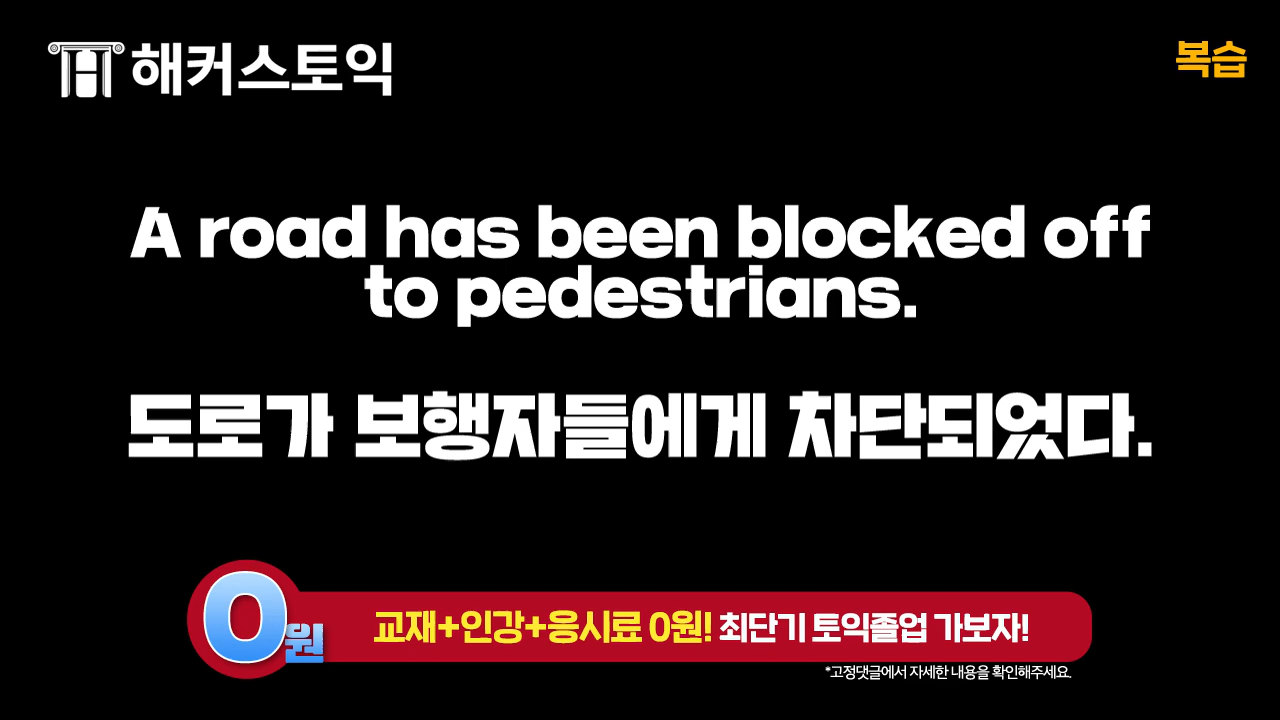 해커스토익
복습
A road has been blocked off
to pedestrians.
도로가 보행자들에게 차단되었다.
0원
교재+인강+응시료 0원! 최단기 토익졸업 가보자!
*고정댓글에서 자세한 내용을 확인해주세요.